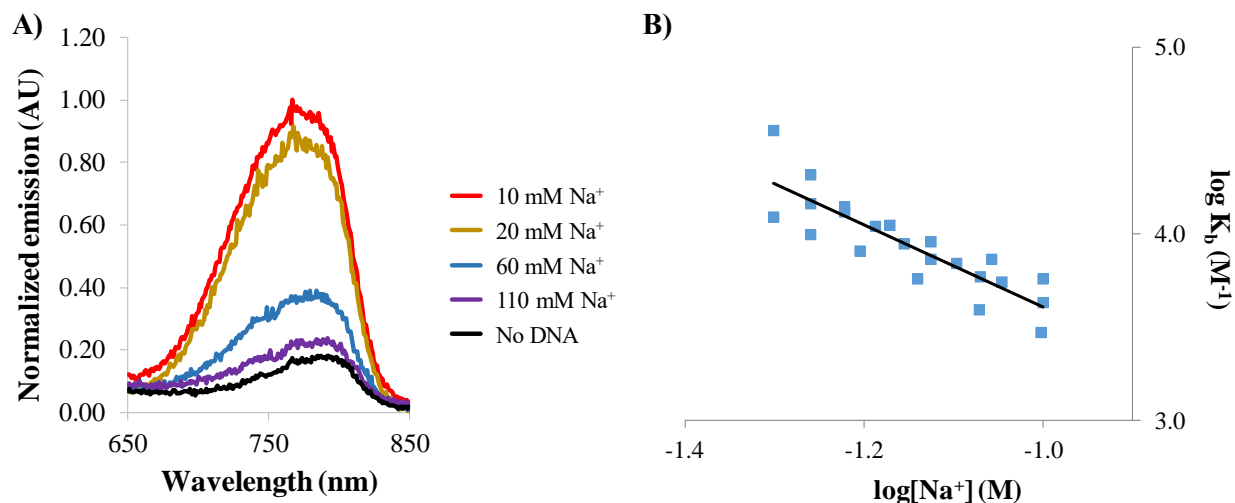 A)
Normalized emission (AU)
1.20
1.00
0.80
0.60
0.40
0.20
0.00
650
750
850
Wavelength (nm)
10 mM Na⁺
20 mM Na⁺
60 mM Na⁺
110 mM Na⁺
No DNA
B)
5.0
4.0
3.0
log K_b (M⁻¹)
-1.4
-1.2
-1.0
log[Na⁺] (M)